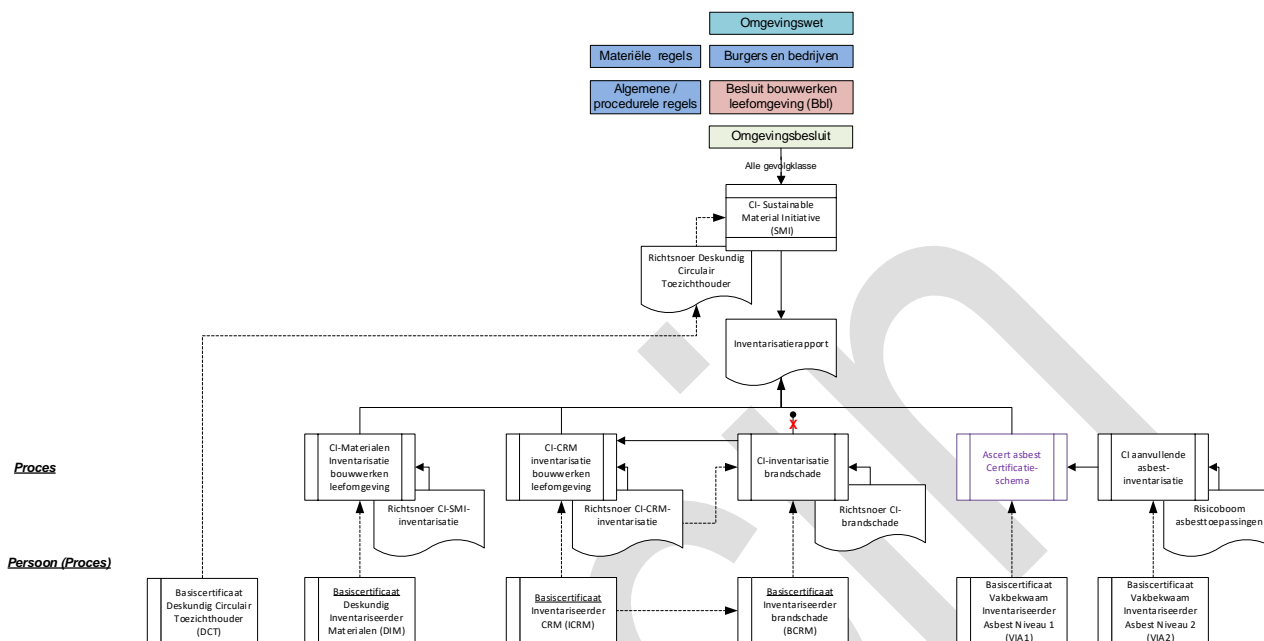 Omgevingswet
Materiële regels
Burgers en bedrijven
Algemene /
procedurele regels
Besluit bouwwerken
leefomgeving (Bbl)
Omgevingsbesluit
Alle gevolgklasse
CI- Sustainable
Material Initiative
(SMI)
Richtsnoer Deskundig
Circulair
Toezichthouder
Inventarisatierapport
Proces
CI-Materialen
Inventarisatie
bouwwerken
leefomgeving
CI-CRM
inventarisatie
bouwwerken
leefomgeving
X
CI-inventarisatie
brandschade
Ascert asbest
Certificatie-
schema
CI aanvullende
asbest-
inventarisatie
Richtsnoer CI-SMI-
inventarisatie
Richtsnoer CI-CRM-
inventarisatie
Richtsnoer CI-
brandschade
Risicoboom
asbesttoepassingen
Persoon (Proces)
Basiscertificaat
Deskundig Circulair
Toezichthouder
(DCT)
Basiscertificaat
Deskundig
Inventariseerder
Materialen (DIM)
Basiscertificaat
Inventariseerder
CRM (ICRM)
Basiscertificaat
Inventariseerder
brandschade
(BCRM)
Basiscertificaat
Vakbekwaam
Inventariseerder
Asbest Niveau 1
(VIA1)
Basiscertificaat
Vakbekwaam
Inventariseerder
Asbest Niveau 2
(VIA2)